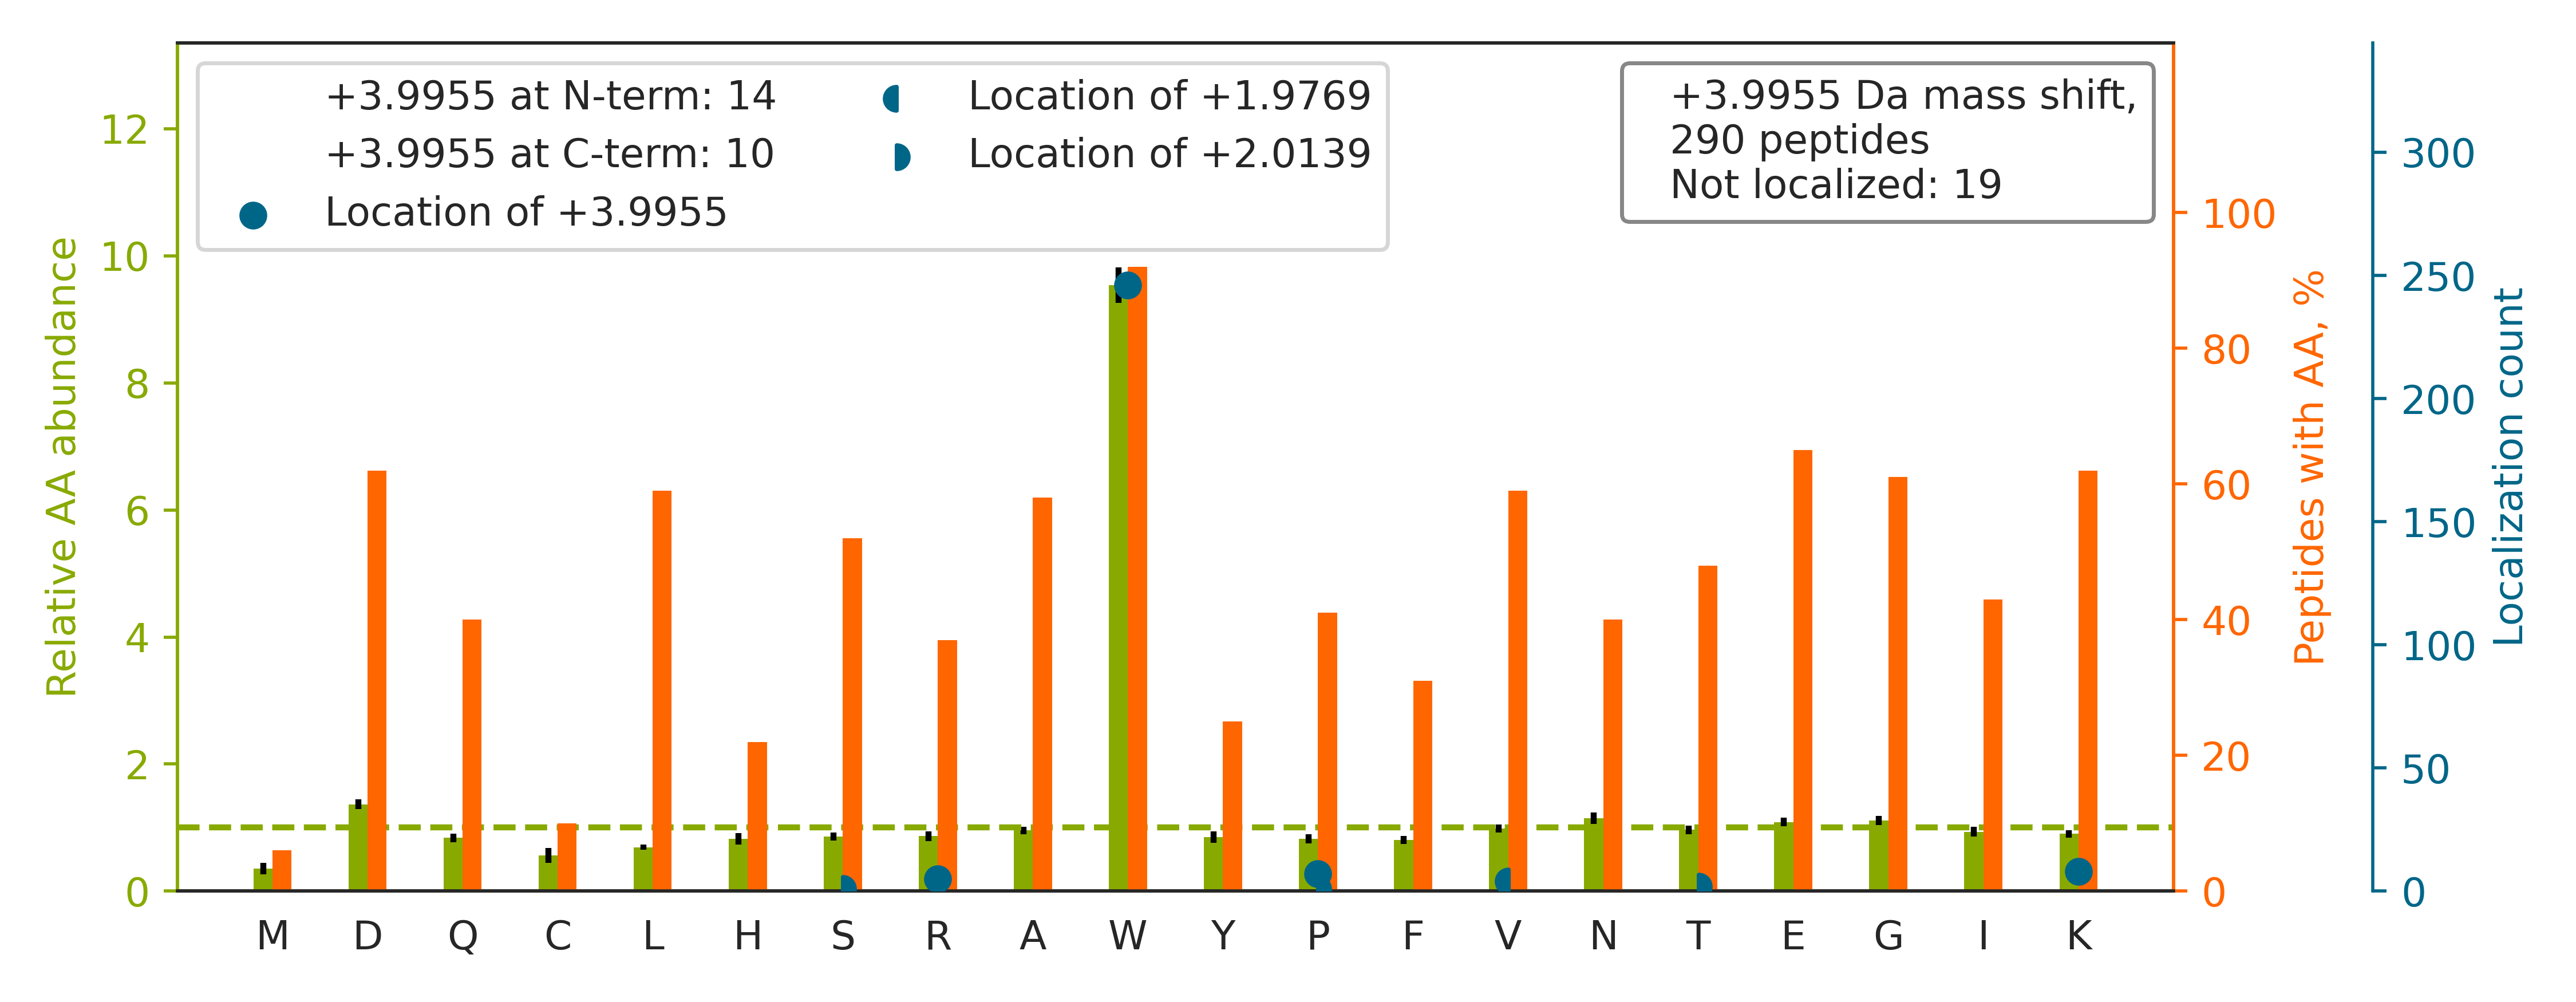 +3.9955 at N-term: 14
+3.9955 at C-term: 10
Location of +3.9955
Location of +1.9769
Location of +2.0139
+3.9955 Da mass shift,
290 peptides
Not localized: 19
Relative AA abundance
12
10
8
6
4
2
0
100
80
60
40
20
0
Peptides with AA, %
300
250
200
150
100
50
0
Localization count
M D Q C L H S R A W Y P F V N T E G I K